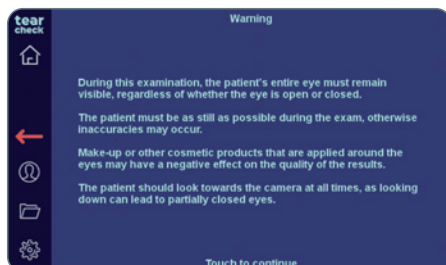 tear
check
Warning
During this examination, the patient's entire eye must remain
visible, regardless of whether the eye is open or closed.
The patient must be as still as possible during the exam, otherwise
inaccuracies may occur.
Make-up or other cosmetic products that are applied around the
eyes may have a negative effect on the quality of the results.
The patient should look towards the camera at all times, as looking
down can lead to partially closed eyes.
Touch to continue